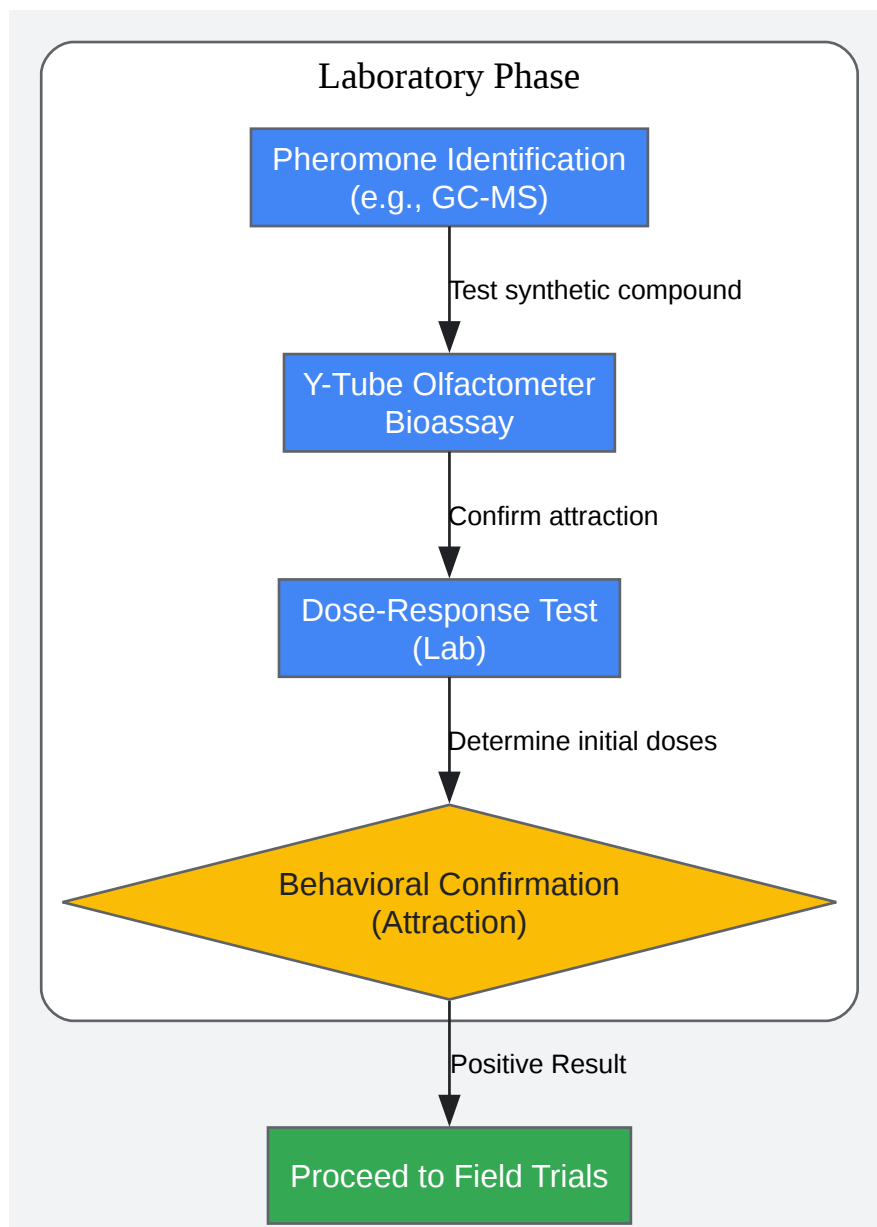 Laboratory Phase
Pheromone Identification
(e.g., GC-MS)
Test synthetic compound
Y-Tube Olfactometer
Bioassay
Confirm attraction
Dose-Response Test
(Lab)
Determine initial doses
Behavioral Confirmation
(Attraction)
Positive Result
Proceed to Field Trials